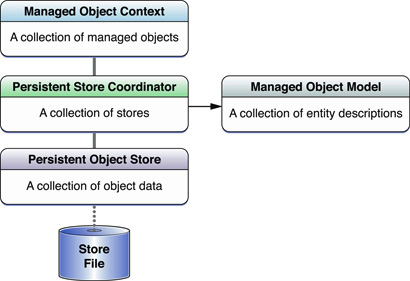 Managed Object Context
A collection of managed objects
Persistent Store Coordinator
A collection of stores
Managed Object Model
A collection of entity descriptions
Persistent Object Store
A collection of object data
Store
File